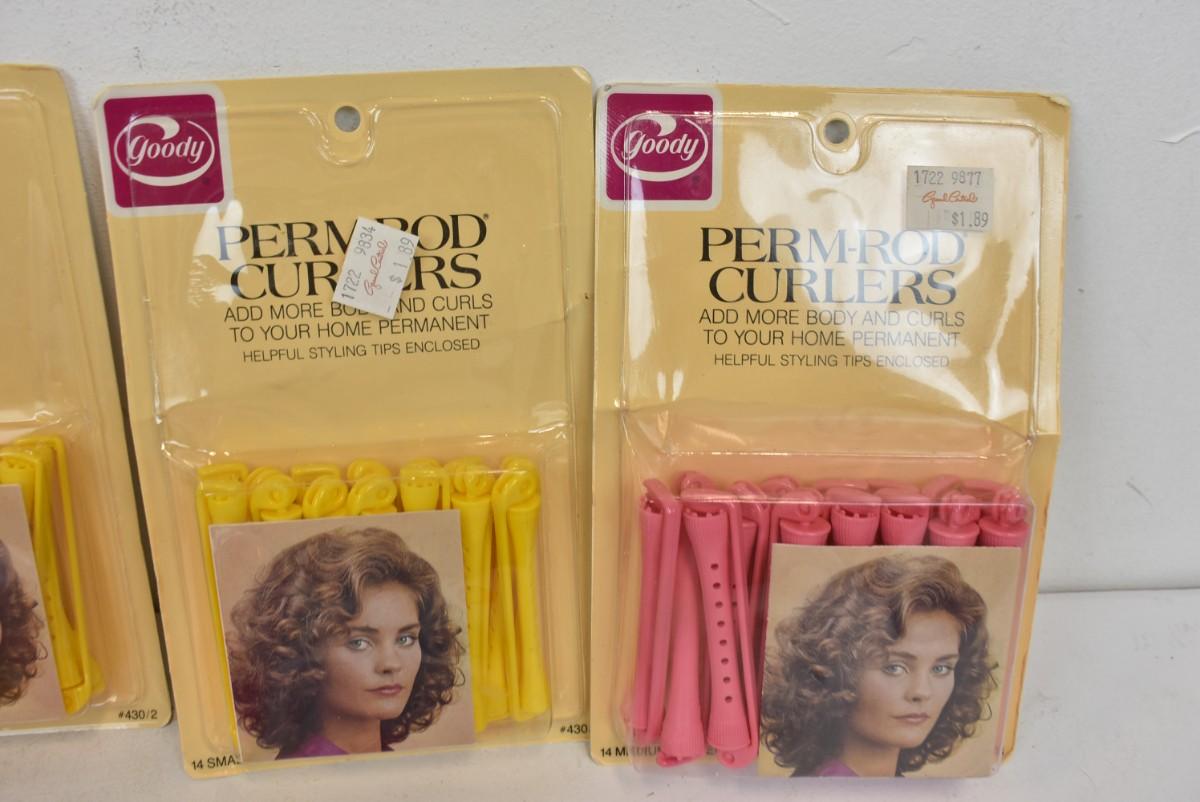 goody
PERM-ROD®
CURLERS
1722 9834
$1.89
ADD MORE BODY AND CURLS
TO YOUR HOME PERMANENT
HELPFUL STYLING TIPS ENCLOSED
#430/2
14 SMA
#430
goody
1722 9877
$1.89
PERM-ROD
CURLERS
ADD MORE BODY AND CURLS
TO YOUR HOME PERMANENT
HELPFUL STYLING TIPS ENCLOSED
14 MEDIUM